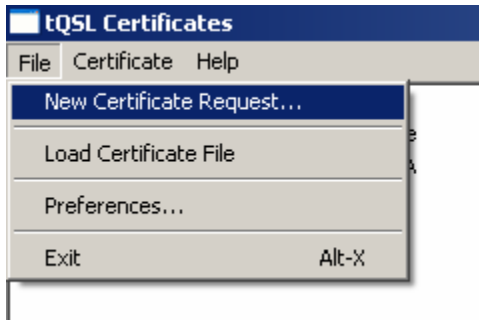 tQSL Certificates
File Certificate Help
New Certificate Request...
Load Certificate File
Preferences...
Exit Alt-X